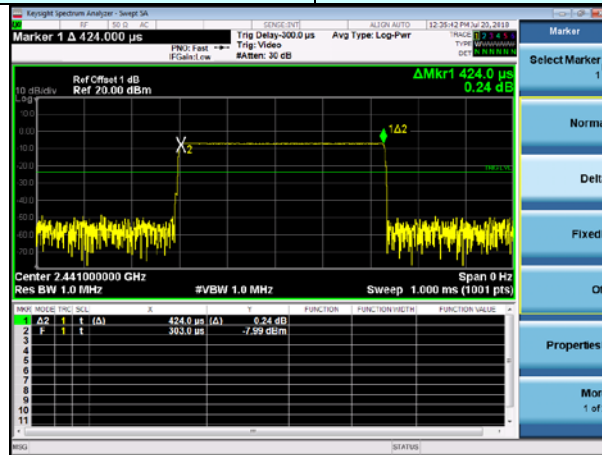 Keysight Spectrum Analyzer - Swept SA
RF 50 Ω AC SENSE:INT ALIGN AUTO 12:35:42 PM Jul 20, 2018
Marker 1 Δ 424.000 μs
PNO: Fast
IFGain:Low
Trig Delay-300.0 μs
Trig: Video
#Atten: 30 dB
Avg Type: Log-Pwr
TRACE 1 2 3 4 5 6
TYPE WWWWWW
DET N N N N N N
Ref Offset 1 dB
10 dB/div Ref 20.00 dBm
Log
ΔMkr1 424.0 μs
0.24 dB
10.0
0.00
-10.0
-20.0
-30.0
-40.0
-50.0
-60.0
-70.0
X2
1Δ2
Center 2.441000000 GHz Span 0 Hz
Res BW 1.0 MHz #VBW 1.0 MHz Sweep 1.000 ms (1001 pts)
MKR MODE TRC SCL X Y FUNCTION FUNCTION WIDTH FUNCTION VALUE
1 Δ2 1 t (Δ) 424.0 μs (Δ) 0.24 dB
2 F 1 t 303.0 μs -7.99 dBm
3
4
5
6
7
8
9
10
11
MSG STATUS
Marker
Select Marker
1
Norma
Delt
Fixed
Of
Properties
Mor
1 of